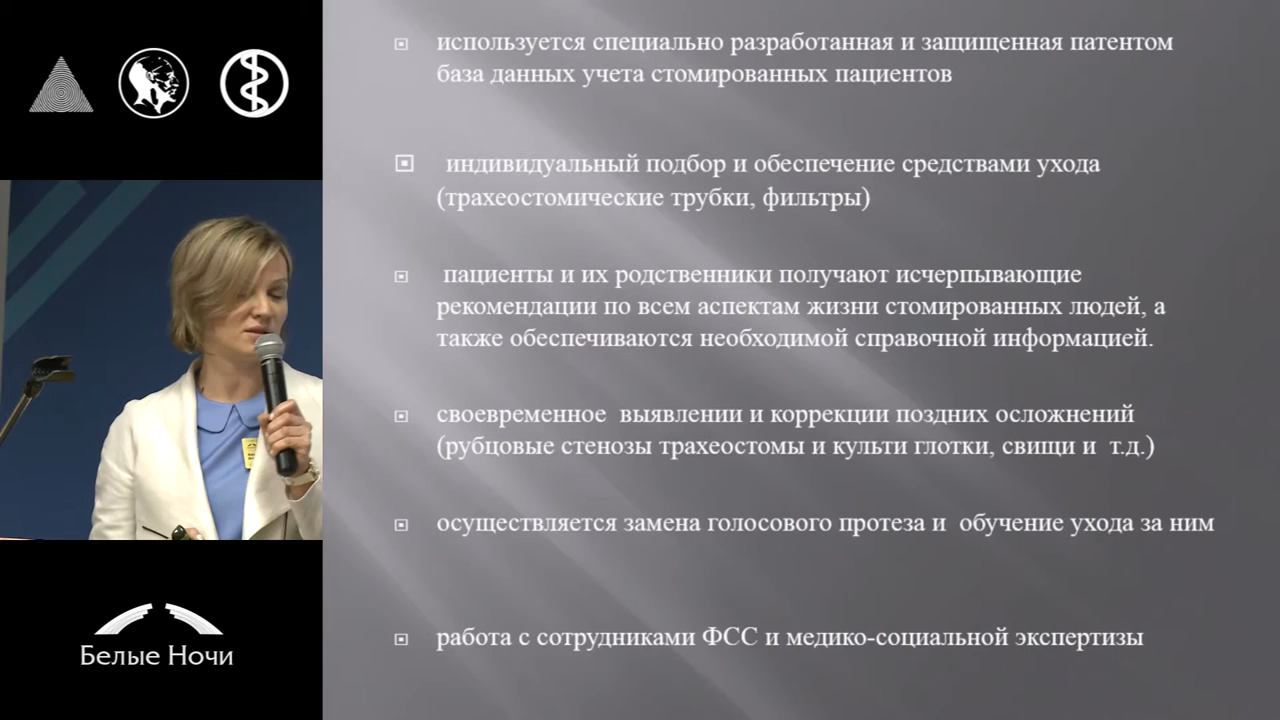 используется специально разработанная и защищенная патентом
база данных учета стомированных пациентов
индивидуальный подбор и обеспечение средствами ухода
(трахеостомические трубки, фильтры)
пациенты и их родственники получают исчерпывающие
рекомендации по всем аспектам жизни стомированных людей, а
также обеспечиваются необходимой справочной информацией.
своевременное выявлении и коррекции поздних осложнений
(рубцовые стенозы трахеостомы и культи глотки, свищи и т.д.)
осуществляется замена голосового протеза и обучение ухода за ним
работа с сотрудниками ФСС и медико-социальной экспертизы
Белые Ночи